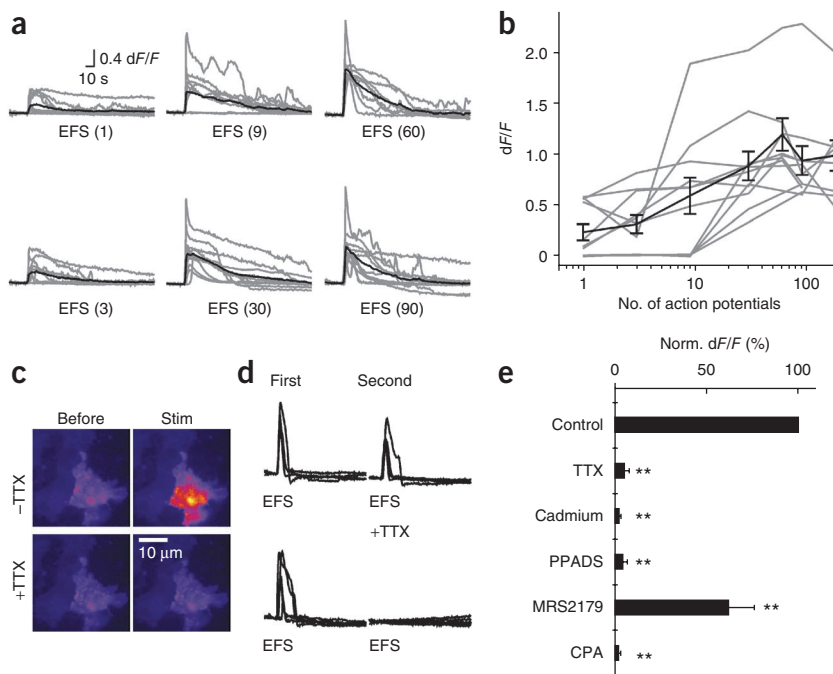 a
0.4 dF/F
10 s
EFS (1)
EFS (9)
EFS (60)
EFS (3)
EFS (30)
EFS (90)
b
dF/F
2.0
1.5
1.0
0.5
0
1
10
100
No. of action potentials
c
Before
Stim
–TTX
+TTX
10 μm
d
First
Second
EFS
EFS
+TTX
EFS
EFS
e
Norm. dF/F (%)
0
50
100
Control
TTX
**
Cadmium
**
PPADS
**
MRS2179
**
CPA
**